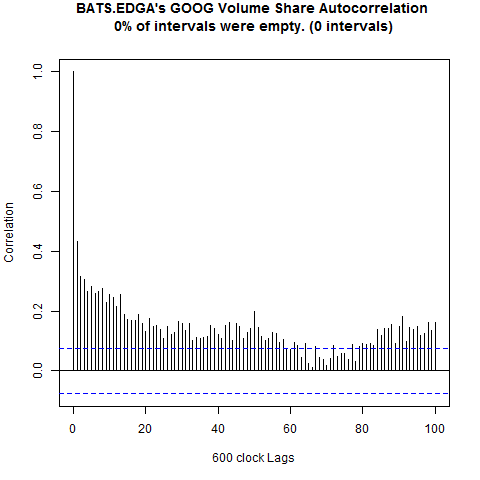 BATS.EDGA's GOOG Volume Share Autocorrelation
0% of intervals were empty. (0 intervals)
Correlation
1.0
0.8
0.6
0.4
0.2
0.0
0 20 40 60 80 100
600 clock Lags